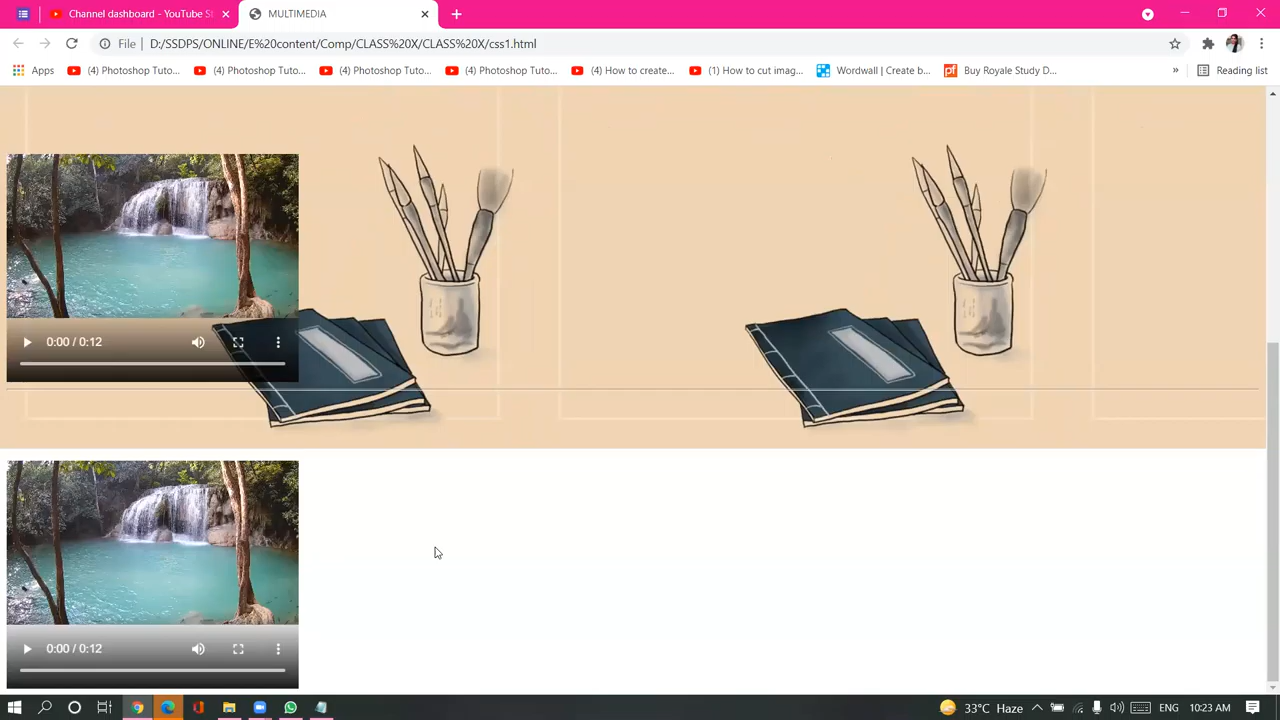 Channel dashboard - YouTube St
MULTIMEDIA
File
D:/SSDPS/ONLINE/E%20content/Comp/CLASS%20X/CLASS%20X/css1.html
Apps
(4) Photoshop Tuto...
(4) Photoshop Tuto...
(4) Photoshop Tuto...
(4) Photoshop Tuto...
(4) How to create...
(1) How to cut imag...
Wordwall | Create b...
Buy Royale Study D...
»
Reading list
0:00 / 0:12
0:00 / 0:12
33°C Haze
ENG
10:23 AM